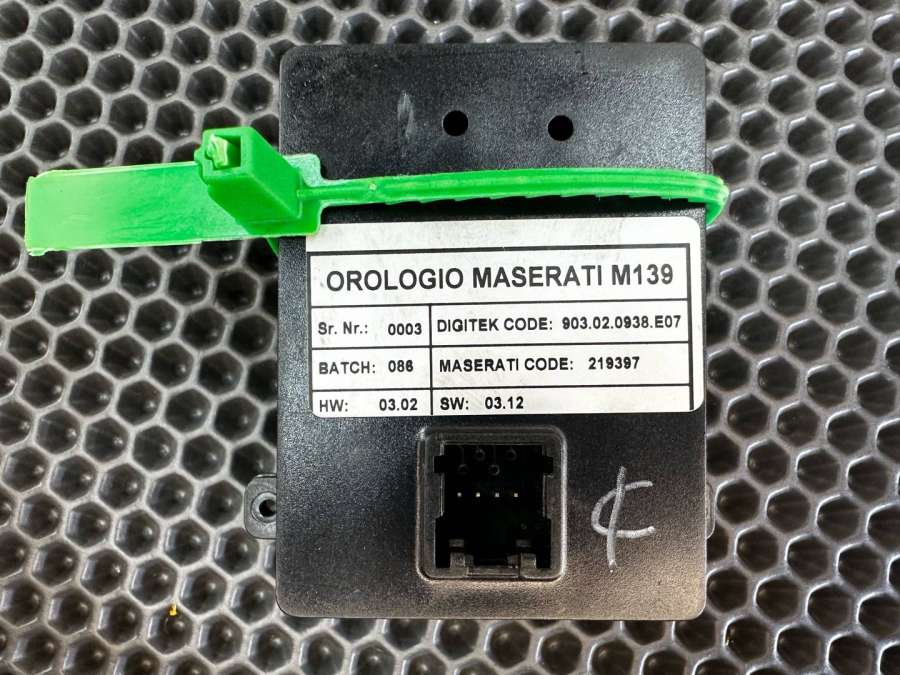 OROLOGIO MASERATI M139
Sr. Nr.: 0003 DIGITEK CODE: 903.02.0938.E07
BATCH: 086 MASERATI CODE: 219397
HW: 03.02 SW: 03.12